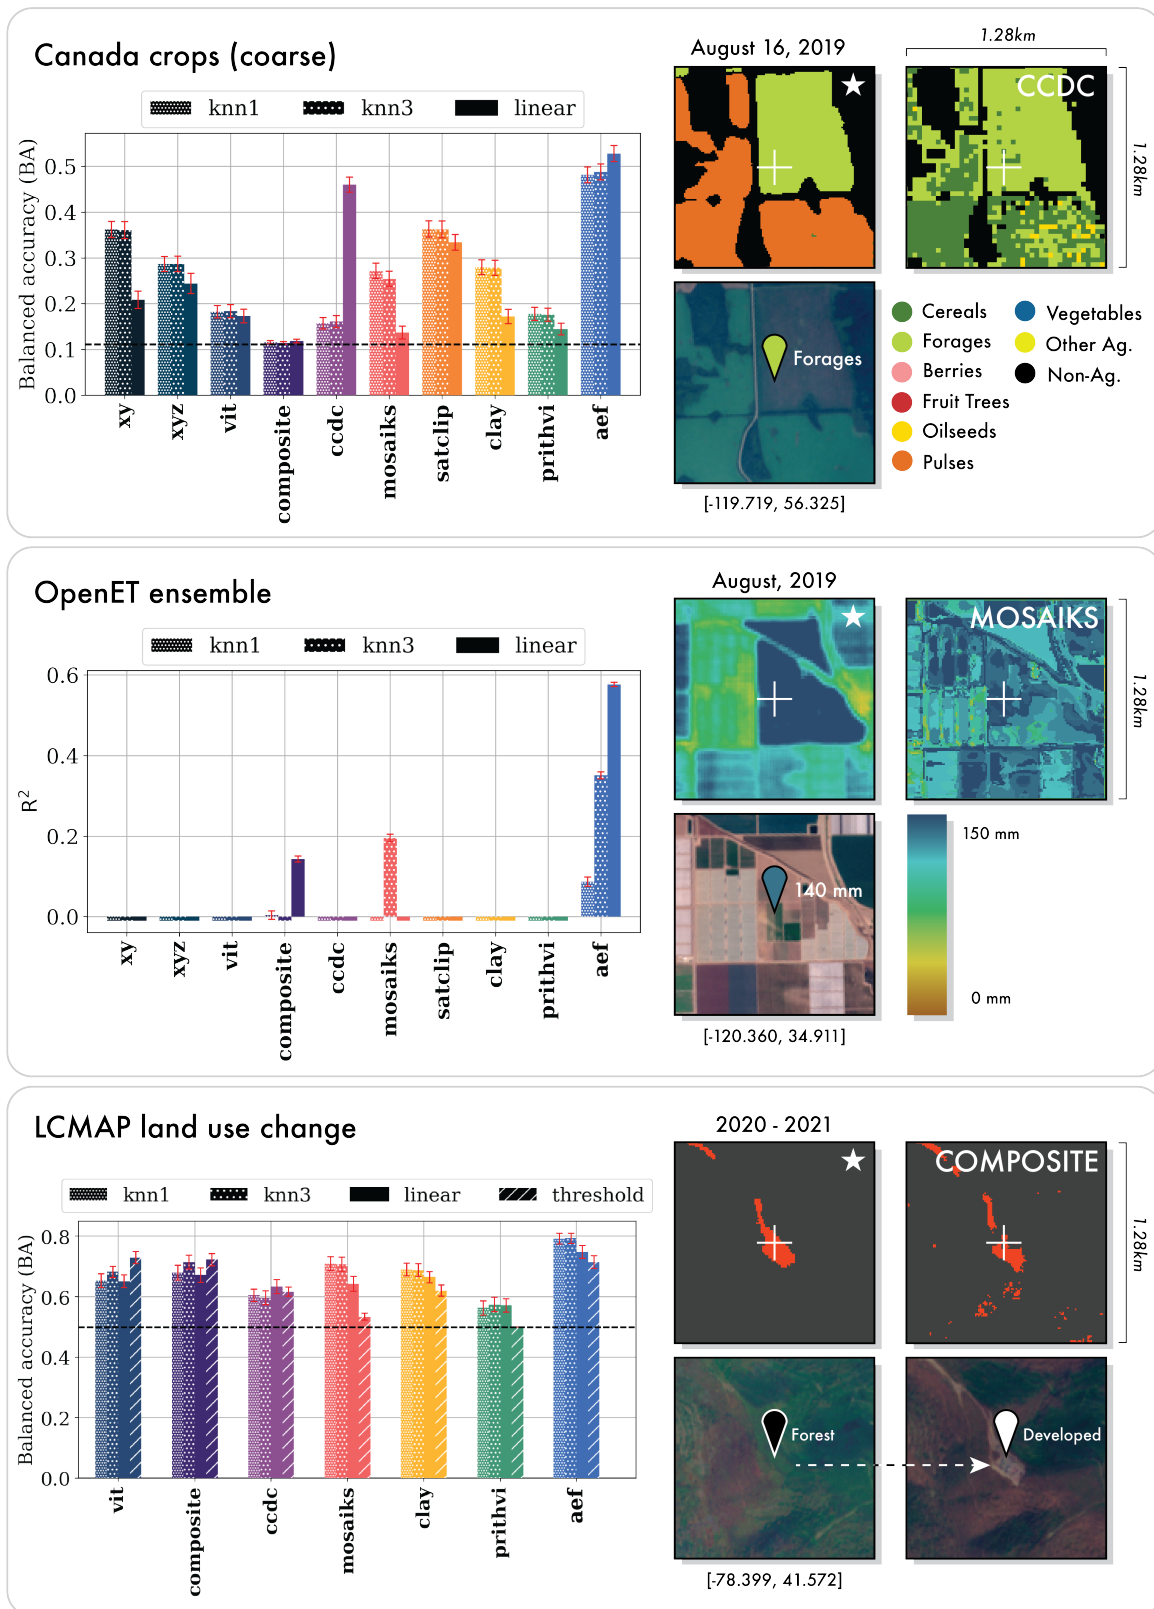 Canada crops (coarse)
knn1 knn3 linear
Balanced accuracy (BA)
0.5
0.4
0.3
0.2
0.1
0.0
xy
xyz
vit
composite
ccdc
mosaiks
satclip
clay
prithvi
aef
August 16, 2019
1.28km
CCDC
1.28km
Forages
[-119.719, 56.325]
Cereals
Forages
Berries
Fruit Trees
Oilseeds
Pulses
Vegetables
Other Ag.
Non-Ag.
OpenET ensemble
knn1 knn3 linear
R²
0.6
0.4
0.2
0.0
xy
xyz
vit
composite
ccdc
mosaiks
satclip
clay
prithvi
aef
August, 2019
MOSAIKS
1.28km
140 mm
[-120.360, 34.911]
150 mm
0 mm
LCMAP land use change
knn1 knn3 linear threshold
Balanced accuracy (BA)
0.8
0.6
0.4
0.2
0.0
vit
composite
ccdc
mosaiks
clay
prithvi
aef
2020 - 2021
COMPOSITE
1.28km
Forest
Developed
[-78.399, 41.572]